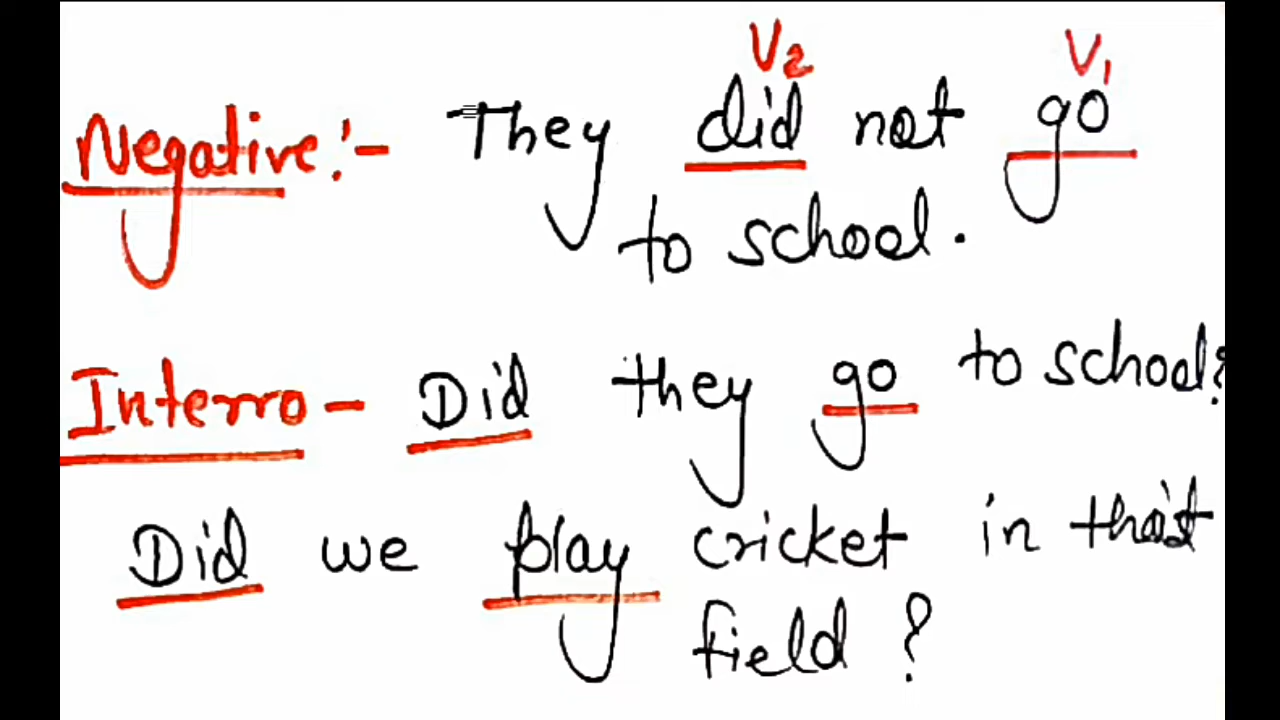 V2 V1
Negative:- They did not go
to school.
Interro- Did they go to school?
Did we play cricket in that
field ?